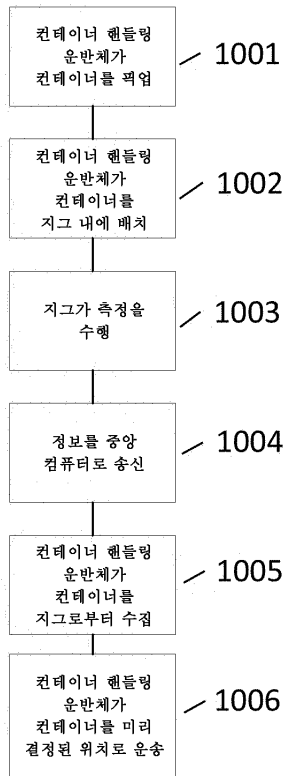 컨테이너 핸들링
운반체가
컨테이너를 픽업
1001
컨테이너 핸들링
운반체가
컨테이너를
지그 내에 배치
1002
지그가 측정을
수행
1003
정보를 중앙
컴퓨터로 송신
1004
컨테이너 핸들링
운반체가
컨테이너를
지그로부터 수집
1005
컨테이너 핸들링
운반체가
컨테이너를 미리
결정된 위치로 운송
1006